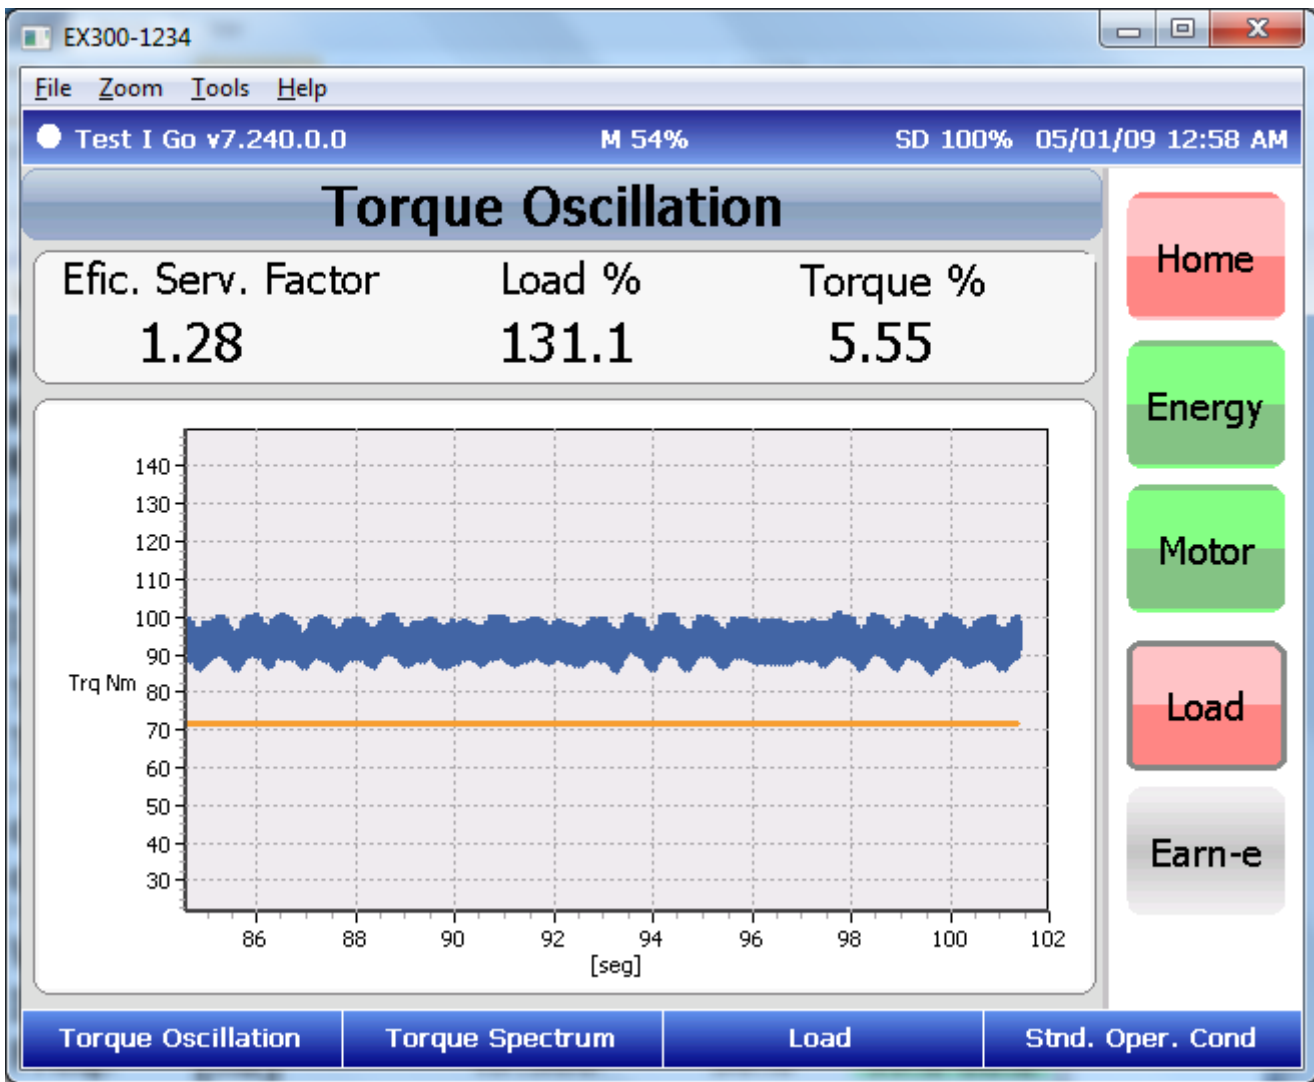 EX300-1234
File Zoom Tools Help
Test I Go v7.240.0.0 M 54% SD 100% 05/01/09 12:58 AM
Torque Oscillation
Efic. Serv. Factor Load % Torque %
1.28 131.1 5.55
Home
Energy
Motor
Load
Earn-e
140
130
120
110
100
90
Trq Nm
80
70
60
50
40
30
86 88 90 92 94 96 98 100 102
[seg]
Torque Oscillation Torque Spectrum Load Stnd. Oper. Cond